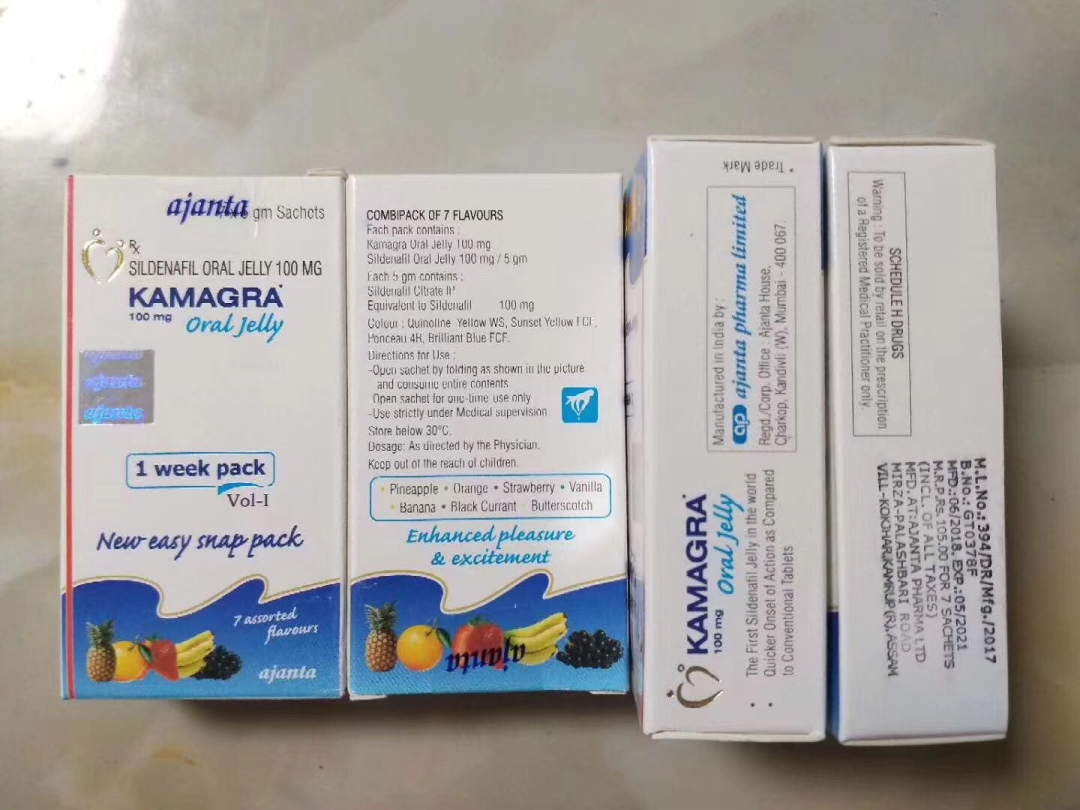 ajanta
gm Sachets
Rx
SILDENAFIL ORAL JELLY 100 MG
KAMAGRA*
100 mg
Oral Jelly
ajanta
ajanta
ajanta
1 week pack
Vol-I
New easy snap pack
7 assorted
flavours
ajanta
COMBIPACK OF 7 FLAVOURS
Each pack contains :
Kamagra Oral Jelly 100 mg
Sildenafil Oral Jelly 100 mg / 5 gm
Each 5 gm contains :
Sildenafil Citrate IP
Equivalent to Sildenafil 100 mg
Colour : Quinoline Yellow WS, Sunset Yellow FCF,
Ponceau 4R, Brilliant Blue FCF.
Directions for Use :
-Open sachet by folding as shown in the picture
and consume entire contents
Open sachet for one-time use only
-Use strictly under Medical supervision
Store below 30°C.
Dosage: As directed by the Physician.
Keep out of the reach of children.
• Pineapple • Orange • Strawberry • Vanilla
• Banana • Black Currant Butterscotch
Enhanced pleasure
& excitement
ajanta
KAMAGRA*
100 mg
Oral Jelly
• The First Sildenafil Jelly in the world
• Quicker Onset of Action as Compared
to Conventional Tablets
Manufactured in India by :
ap ajanta pharma limited
Regd./Corp. Office : Ajanta House,
Charkop, Kandivli (W), Mumbai - 400 067.
* Trade Mark
SCHEDULE H DRUGS
Warning : To be sold by retail on the prescription
of a Registered Medical Practitioner only.
M.L.No.: 394/DR/Mfg./2017
B.No.: GT0378F
MFD.:06/2018. EXP.:05/2021
M.R.P.Rs.105.00 FOR 7 SACHETS
(INCL.OF ALL TAXES)
MFD.AT:AJANTA PHARMA LTD
MIRZA-PALASHBARI ROAD
VILL-KOKJHAR,KAMRUP(R),ASSAM